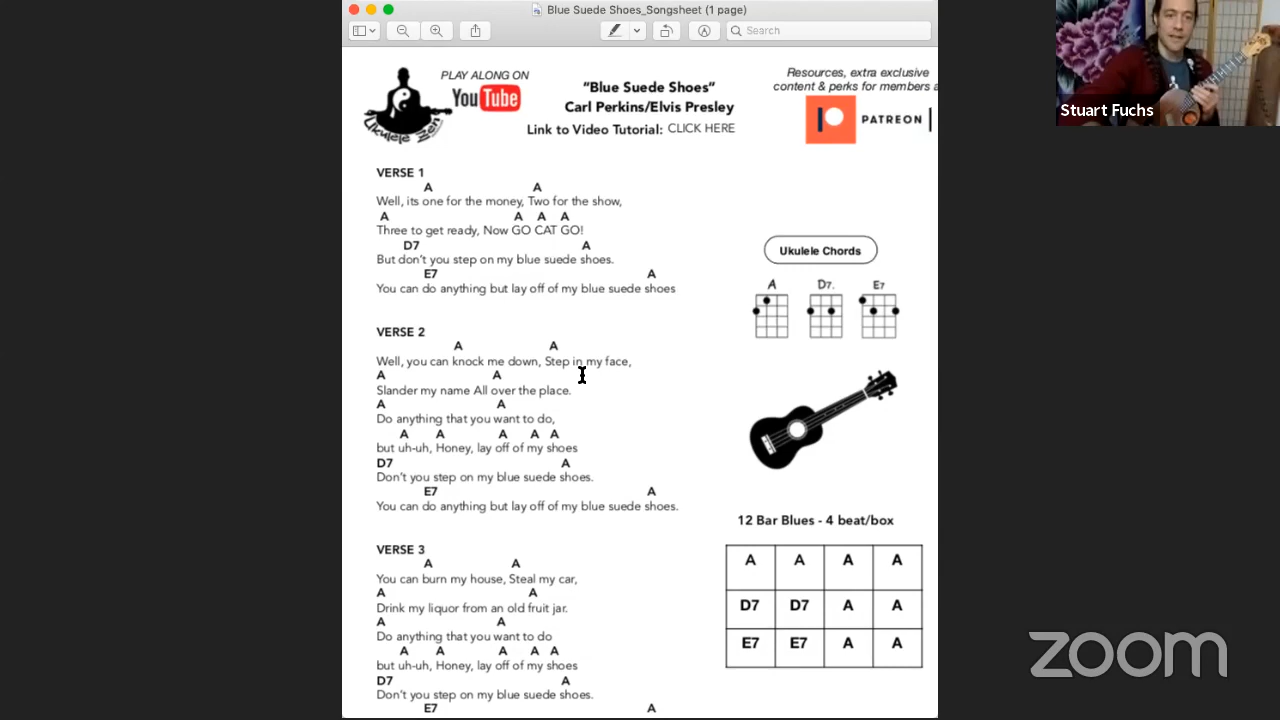 Blue Suede Shoes_Songsheet (1 page)
Search
Stuart Fuchs
PLAY ALONG ON
YouTube
Ukulele Zen
"Blue Suede Shoes"
Carl Perkins/Elvis Presley
Link to Video Tutorial: CLICK HERE
Resources, extra exclusive
content & perks for members a
PATREON
VERSE 1
A A
Well, its one for the money, Two for the show,
A A A A
Three to get ready, Now GO CAT GO!
D7 A
But don't you step on my blue suede shoes.
E7 A
You can do anything but lay off of my blue suede shoes
VERSE 2
A A
Well, you can knock me down, Step in my face,
A A
Slander my name All over the place.
A A
Do anything that you want to do,
A A A A A
but uh-uh, Honey, lay off of my shoes
D7 A
Don't you step on my blue suede shoes.
E7 A
You can do anything but lay off of my blue suede shoes.
VERSE 3
A A
You can burn my house, Steal my car,
A A
Drink my liquor from an old fruit jar.
A A
Do anything that you want to do
A A A A A
but uh-uh, Honey, lay off of my shoes
D7 A
Don't you step on my blue suede shoes.
E7 A
Ukulele Chords
A D7. E7
12 Bar Blues - 4 beat/box
A A A A
D7 D7 A A
E7 E7 A A
zoom